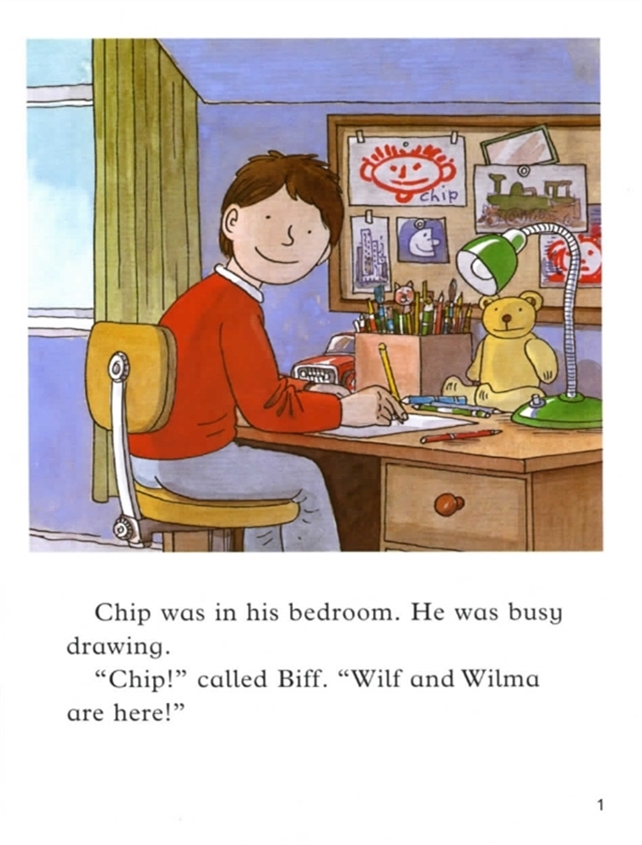 chip
Chip was in his bedroom. He was busy
drawing.
“Chip!” called Biff. “Wilf and Wilma
are here!”
1